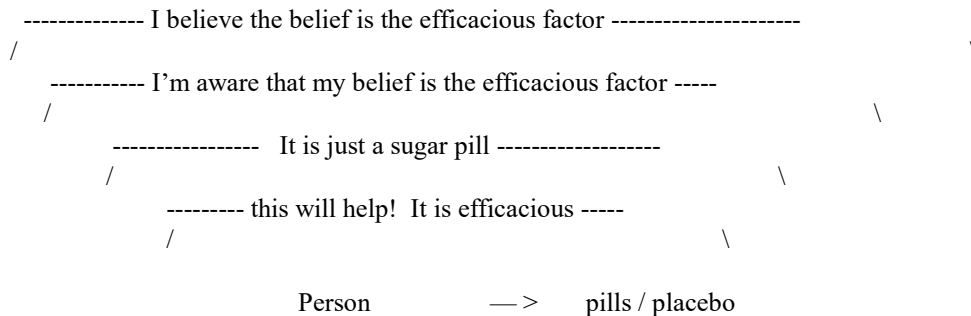 -------------- I believe the belief is the efficacious factor ----------------------
/ \
----------- I’m aware that my belief is the efficacious factor -----
/ \
----------------- It is just a sugar pill -------------------
/ \
--------- this will help! It is efficacious -----
/ \
Person — > pills / placebo